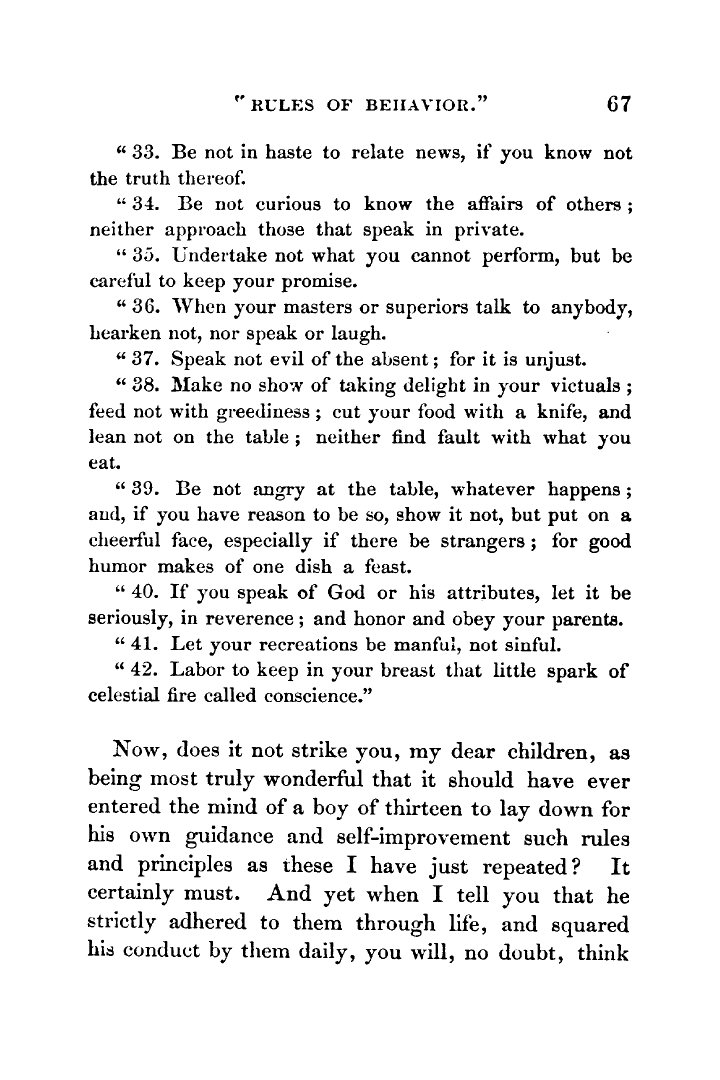 " RULES OF BEHAVIOR." 67
" 33. Be not in haste to relate news, if you know not
the truth thereof.
" 34. Be not curious to know the affairs of others ;
neither approach those that speak in private.
" 35. Undertake not what you cannot perform, but be
careful to keep your promise.
" 36. When your masters or superiors talk to anybody,
hearken not, nor speak or laugh.
" 37. Speak not evil of the absent ; for it is unjust.
" 38. Make no show of taking delight in your victuals ;
feed not with greediness ; cut your food with a knife, and
lean not on the table ; neither find fault with what you
eat.
" 39. Be not angry at the table, whatever happens ;
and, if you have reason to be so, show it not, but put on a
cheerful face, especially if there be strangers ; for good
humor makes of one dish a feast.
" 40. If you speak of God or his attributes, let it be
seriously, in reverence ; and honor and obey your parents.
" 41. Let your recreations be manful, not sinful.
" 42. Labor to keep in your breast that little spark of
celestial fire called conscience."
Now, does it not strike you, my dear children, as
being most truly wonderful that it should have ever
entered the mind of a boy of thirteen to lay down for
his own guidance and self-improvement such rules
and principles as these I have just repeated? It
certainly must. And yet when I tell you that he
strictly adhered to them through life, and squared
his conduct by them daily, you will, no doubt, think